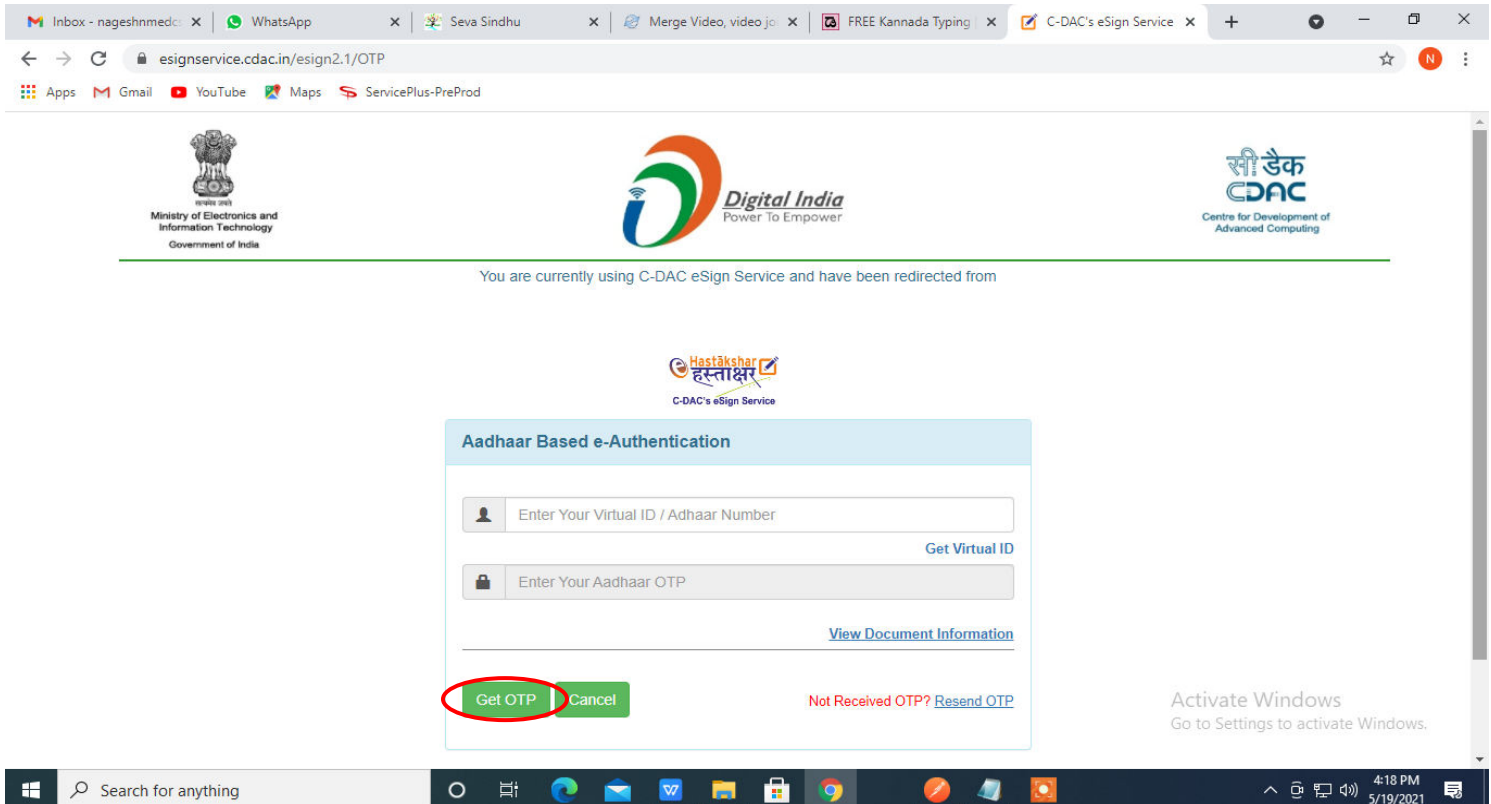 Inbox - nageshnmedc
WhatsApp
Seva Sindhu
Merge Video, video jo
FREE Kannada Typing |
C-DAC's eSign Service
esignservice.cdac.in/esign2.1/OTP
N
Apps
Gmail
YouTube
Maps
ServicePlus-PreProd
सत्यमेव जयते
Ministry of Electronics and
Information Technology
Government of India
Digital India
Power To Empower
सी डैक
CDAC
Centre for Development of
Advanced Computing
You are currently using C-DAC eSign Service and have been redirected from
e Hastākshar
हस्ताक्षर
C-DAC's eSign Service
Aadhaar Based e-Authentication
Enter Your Virtual ID / Adhaar Number
Get Virtual ID
Enter Your Aadhaar OTP
View Document Information
Get OTP
Cancel
Not Received OTP? Resend OTP
Activate Windows
Go to Settings to activate Windows.
Search for anything
4:18 PM
5/19/2021